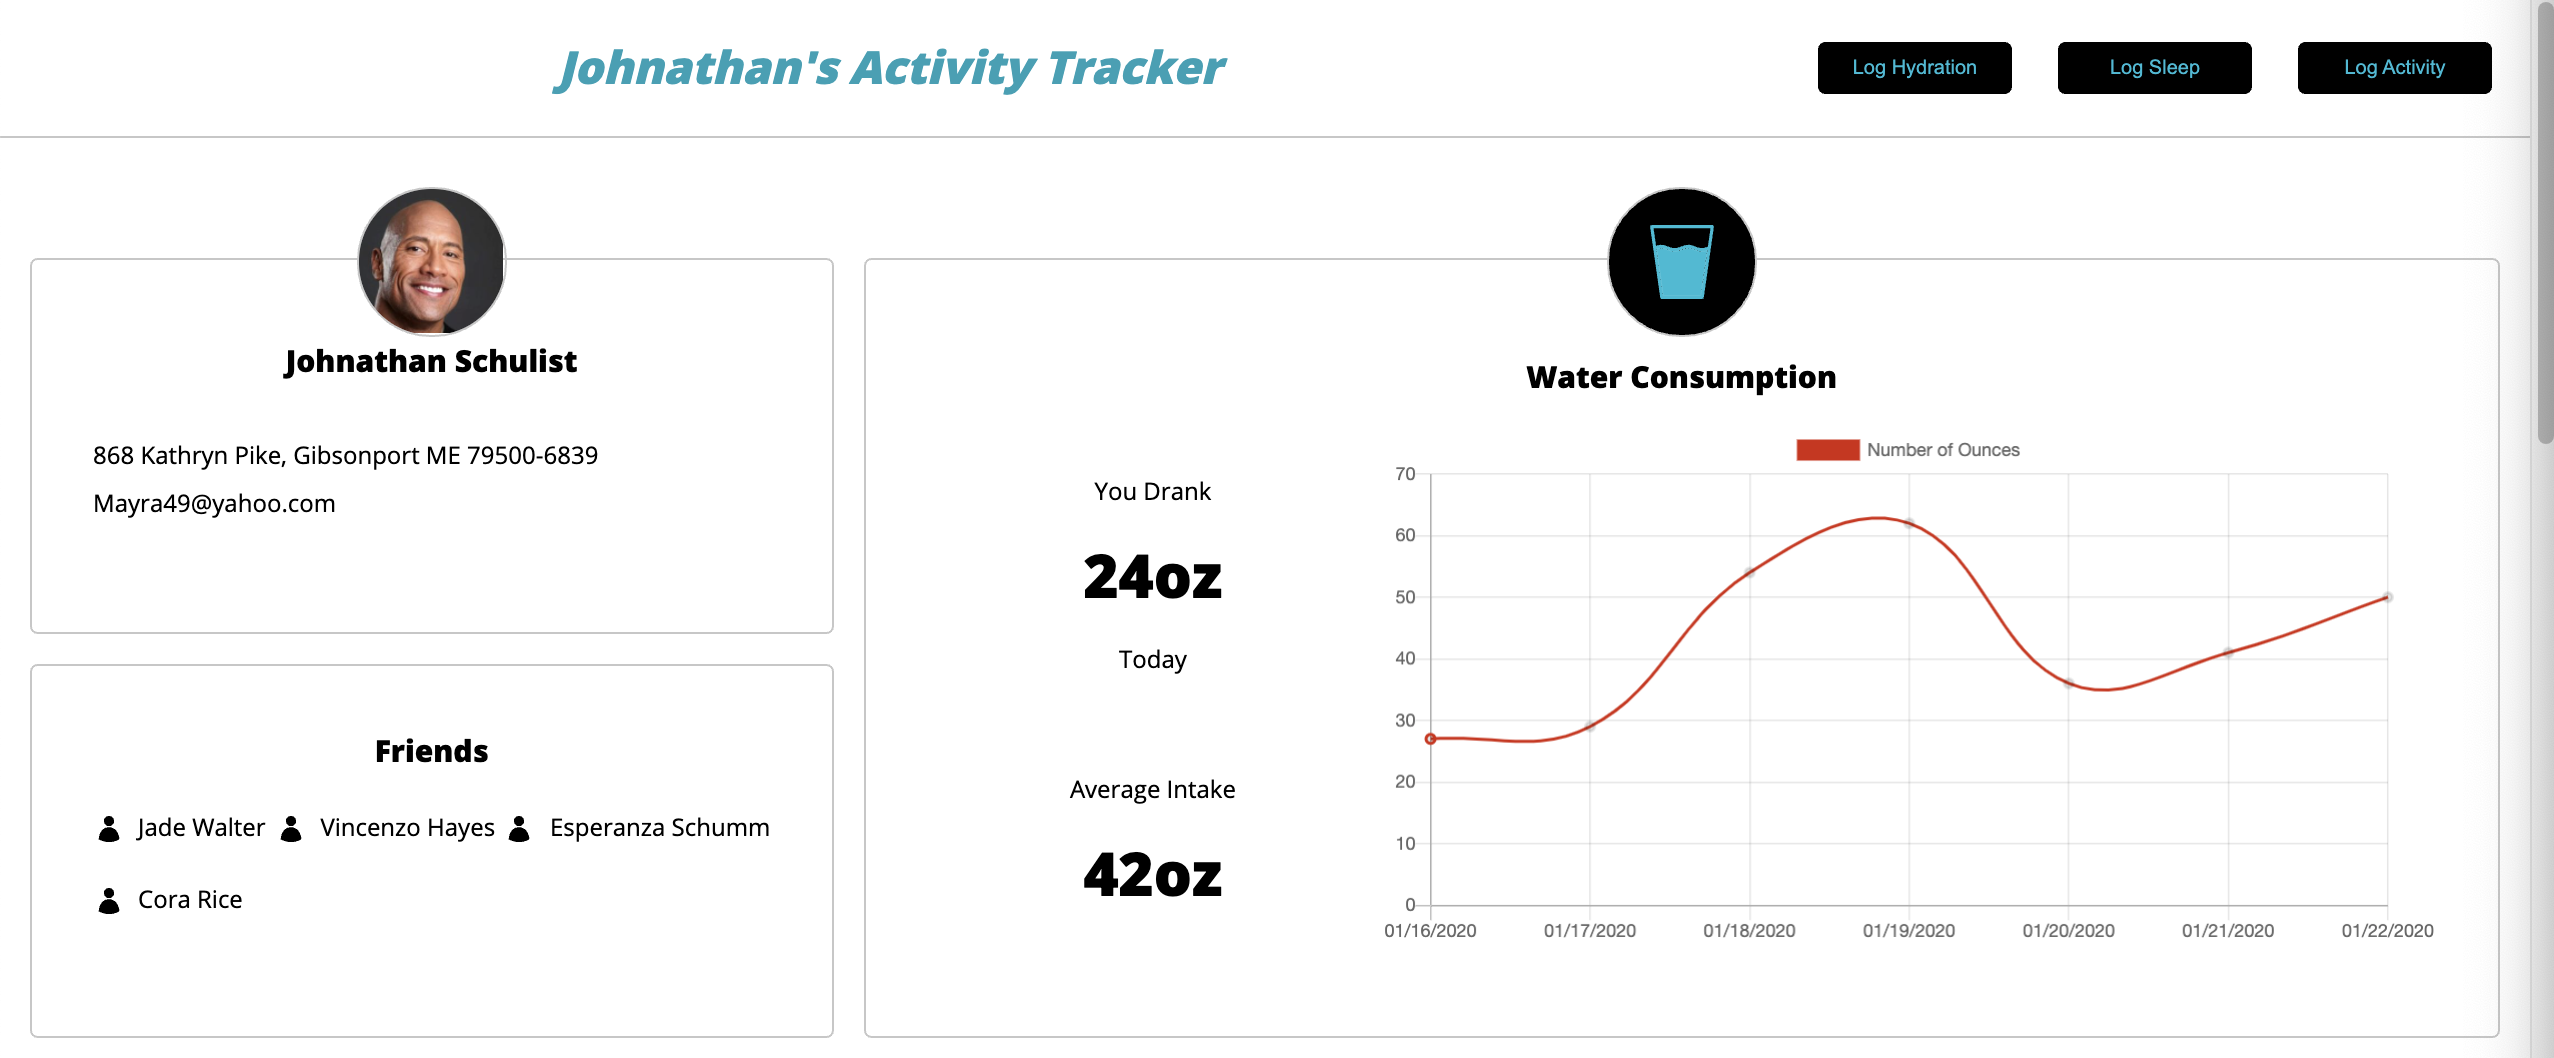 Johnathan's Activity Tracker
Log Hydration
Log Sleep
Log Activity
Johnathan Schulist
868 Kathryn Pike, Gibsonport ME 79500-6839
Mayra49@yahoo.com
Friends
Jade Walter
Vincenzo Hayes
Esperanza Schumm
Cora Rice
Water Consumption
You Drank
24oz
Today
Average Intake
42oz
Number of Ounces
70
60
50
40
30
20
10
0
01/16/2020
01/17/2020
01/18/2020
01/19/2020
01/20/2020
01/21/2020
01/22/2020